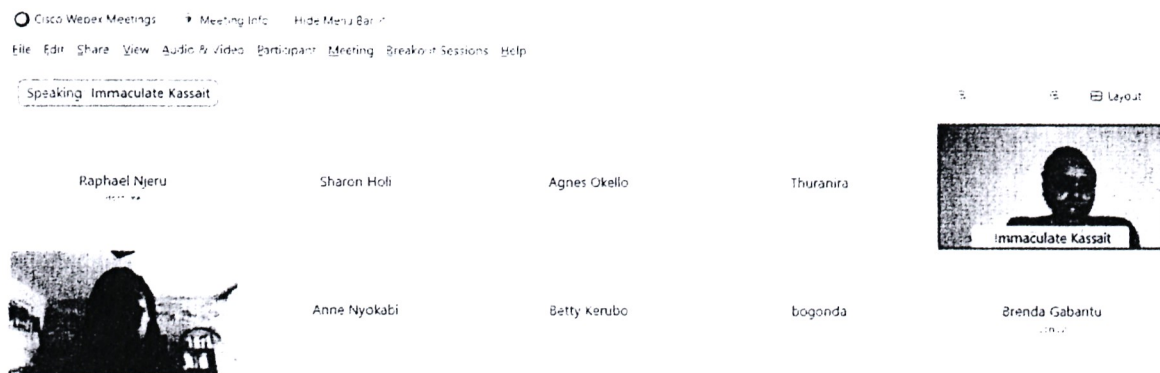 Cisco Webex Meetings Meeting Info Hide Menu Bar
File Edit Share View Audio & Video Participant Meeting Breakout Sessions Help
Speaking Immaculate Kassait
Layout
Raphael Njeru Sharon Holi Agnes Okello Thuranira
Immaculate Kassait
Anne Nyokabi Betty Kerubo bogonda Brenda Gabantu